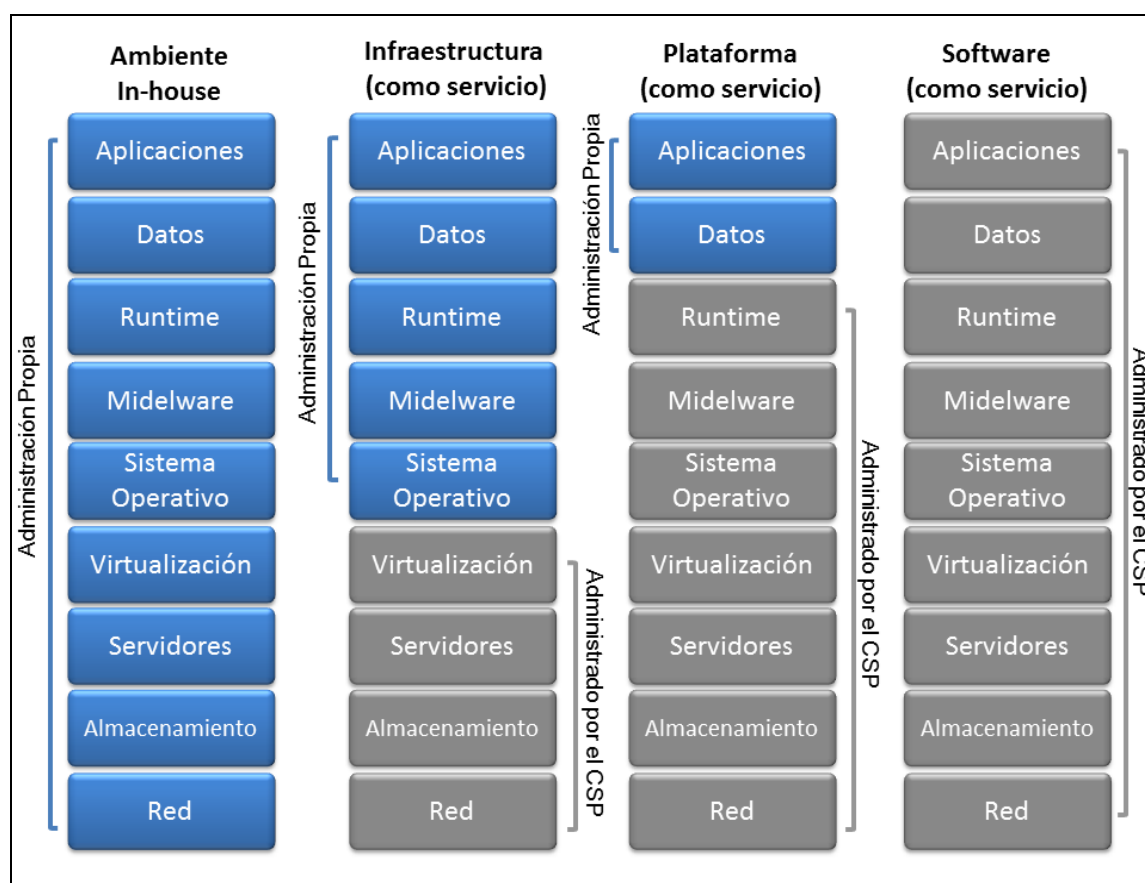 Ambiente
In-house
Administración Propia
Aplicaciones
Datos
Runtime
Midelware
Sistema
Operativo
Virtualización
Servidores
Almacenamiento
Red
Infraestructura
(como servicio)
Administración Propia
Aplicaciones
Datos
Runtime
Midelware
Sistema
Operativo
Virtualización
Servidores
Almacenamiento
Red
Administrado por el CSP
Plataforma
(como servicio)
Administración Propia
Aplicaciones
Datos
Runtime
Midelware
Sistema
Operativo
Virtualización
Servidores
Almacenamiento
Red
Administrado por el CSP
Software
(como servicio)
Aplicaciones
Datos
Runtime
Midelware
Sistema
Operativo
Virtualización
Servidores
Almacenamiento
Red
Administrado por el CSP